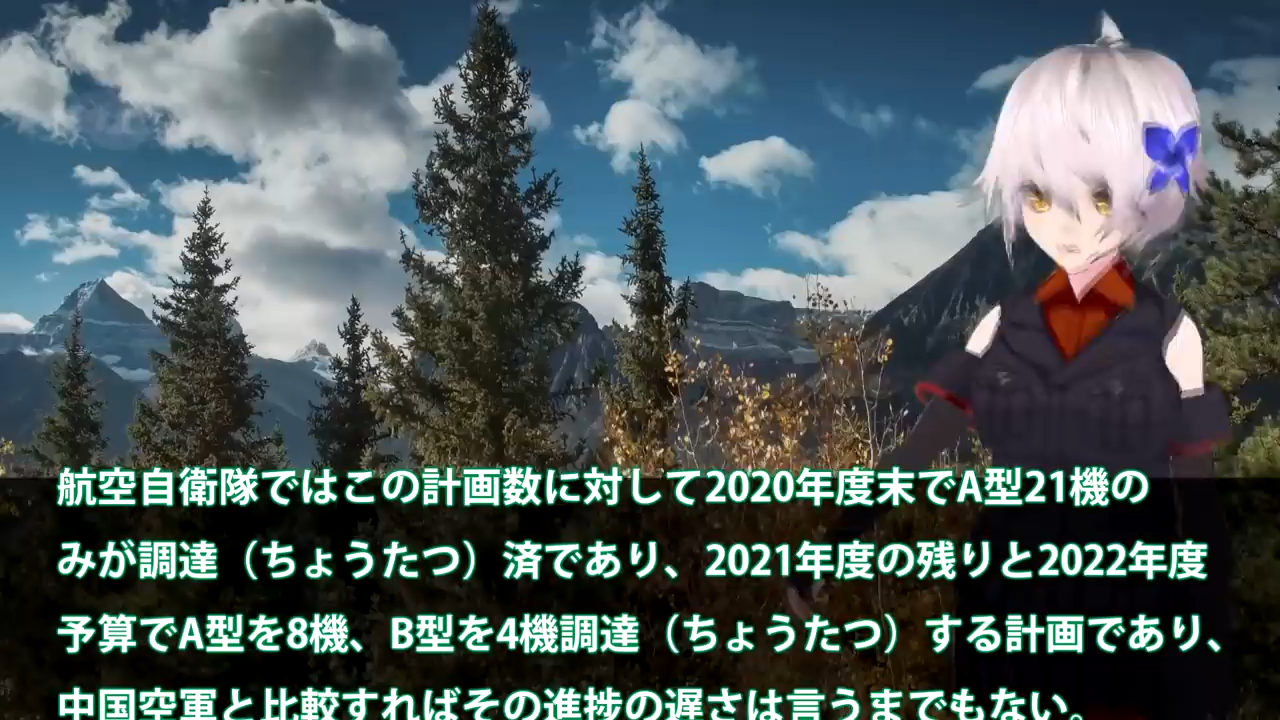 航空自衛隊ではこの計画数に対して2020年度末でA型21機の
みが調達（ちょうたつ）済であり、2021年度の残りと2022年度
予算でA型を8機、B型を4機調達（ちょうたつ）する計画であり、
中国空軍と比較すればその進捗の遅さは言うまでもない。